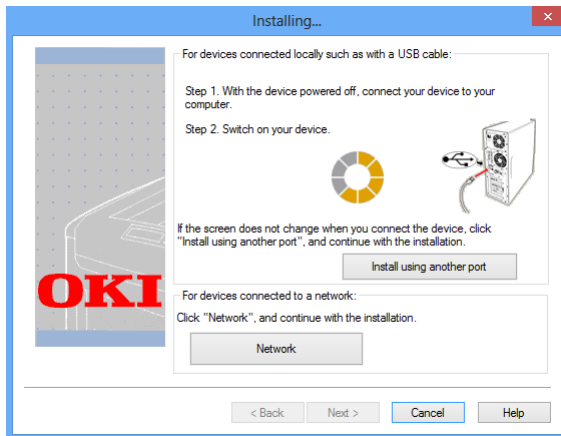 Installing...
For devices connected locally such as with a USB cable:
Step 1. With the device powered off, connect your device to your
computer.
Step 2. Switch on your device.
If the screen does not change when you connect the device, click
"Install using another port", and continue with the installation.
Install using another port
OKI
For devices connected to a network:
Click "Network", and continue with the installation.
Network
< Back
Next >
Cancel
Help